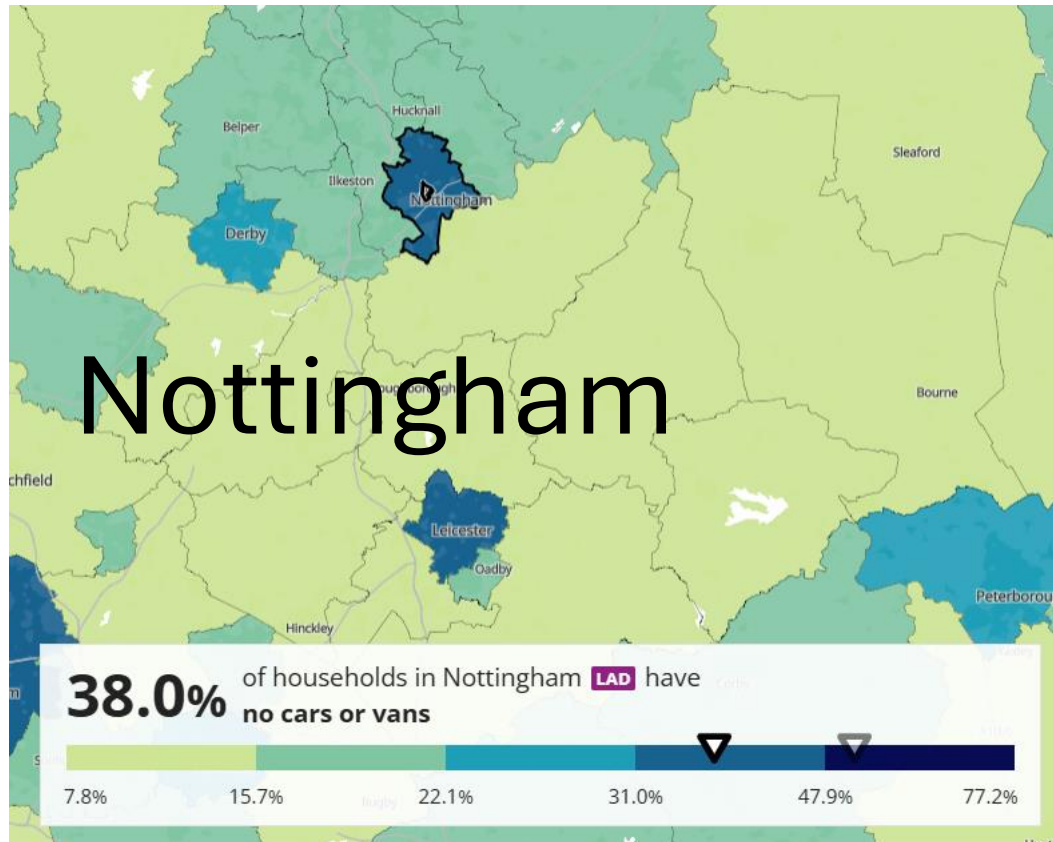 Hucknall
Belper
Sleaford
Ilkeston
Nottingham
Derby
Nottingham
Bourne
chfield
Leicester
Oadby
Peterborou
Hinckley
38.0% of households in Nottingham LAD have
no cars or vans
7.8% 15.7% 22.1% 31.0% 47.9% 77.2%